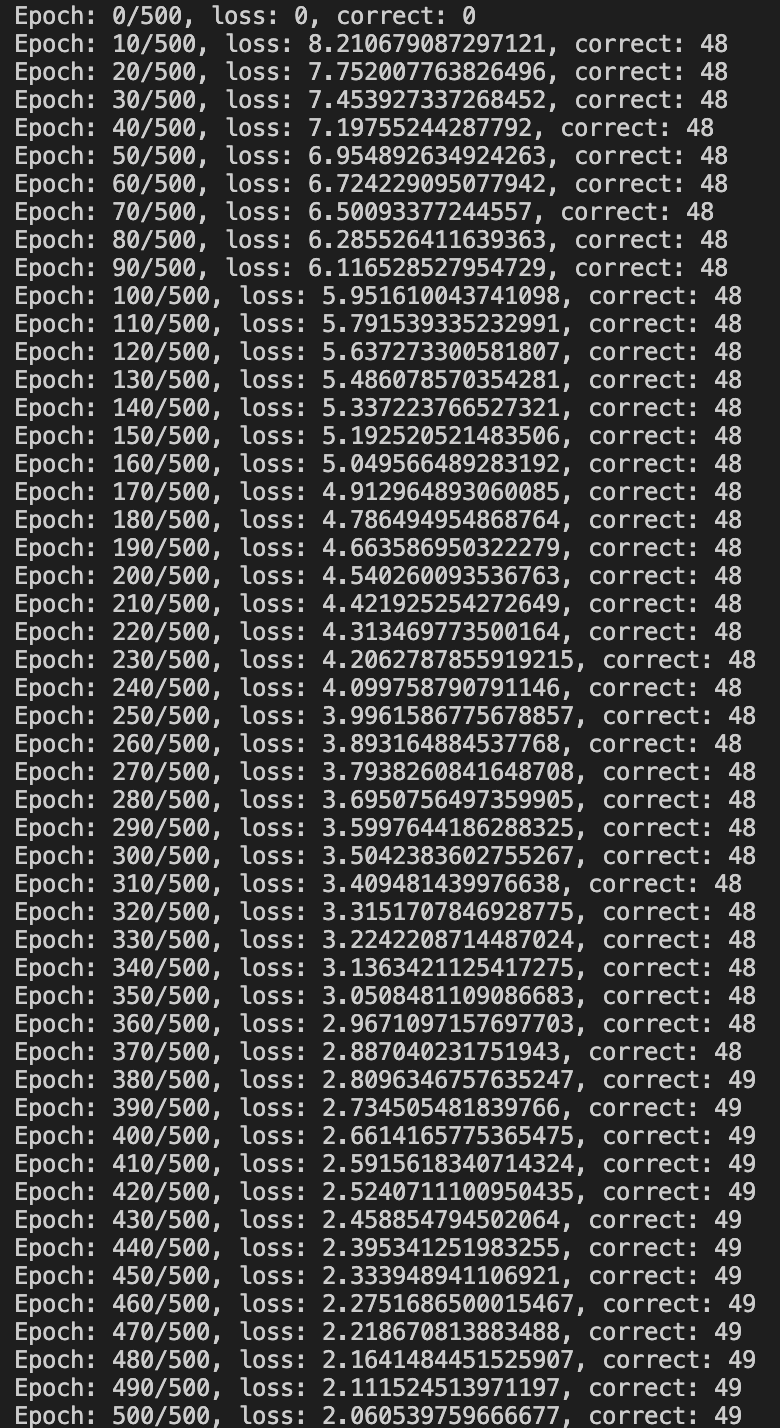 Epoch: 0/500, loss: 0, correct: 0
Epoch: 10/500, loss: 8.210679087297121, correct: 48
Epoch: 20/500, loss: 7.752007763826496, correct: 48
Epoch: 30/500, loss: 7.453927337268452, correct: 48
Epoch: 40/500, loss: 7.19755244287792, correct: 48
Epoch: 50/500, loss: 6.954892634924263, correct: 48
Epoch: 60/500, loss: 6.724229095077942, correct: 48
Epoch: 70/500, loss: 6.50093377244557, correct: 48
Epoch: 80/500, loss: 6.285526411639363, correct: 48
Epoch: 90/500, loss: 6.116528527954729, correct: 48
Epoch: 100/500, loss: 5.951610043741098, correct: 48
Epoch: 110/500, loss: 5.791539335232991, correct: 48
Epoch: 120/500, loss: 5.637273300581807, correct: 48
Epoch: 130/500, loss: 5.486078570354281, correct: 48
Epoch: 140/500, loss: 5.337223766527321, correct: 48
Epoch: 150/500, loss: 5.192520521483506, correct: 48
Epoch: 160/500, loss: 5.049566489283192, correct: 48
Epoch: 170/500, loss: 4.912964893060085, correct: 48
Epoch: 180/500, loss: 4.786494954868764, correct: 48
Epoch: 190/500, loss: 4.663586950322279, correct: 48
Epoch: 200/500, loss: 4.540260093536763, correct: 48
Epoch: 210/500, loss: 4.421925254272649, correct: 48
Epoch: 220/500, loss: 4.313469773500164, correct: 48
Epoch: 230/500, loss: 4.2062787855919215, correct: 48
Epoch: 240/500, loss: 4.099758790791146, correct: 48
Epoch: 250/500, loss: 3.9961586775678857, correct: 48
Epoch: 260/500, loss: 3.893164884537768, correct: 48
Epoch: 270/500, loss: 3.7938260841648708, correct: 48
Epoch: 280/500, loss: 3.6950756497359905, correct: 48
Epoch: 290/500, loss: 3.5997644186288325, correct: 48
Epoch: 300/500, loss: 3.5042383602755267, correct: 48
Epoch: 310/500, loss: 3.409481439976638, correct: 48
Epoch: 320/500, loss: 3.3151707846928775, correct: 48
Epoch: 330/500, loss: 3.2242208714487024, correct: 48
Epoch: 340/500, loss: 3.1363421125417275, correct: 48
Epoch: 350/500, loss: 3.0508481109086683, correct: 48
Epoch: 360/500, loss: 2.9671097157697703, correct: 48
Epoch: 370/500, loss: 2.887040231751943, correct: 48
Epoch: 380/500, loss: 2.8096346757635247, correct: 49
Epoch: 390/500, loss: 2.734505481839766, correct: 49
Epoch: 400/500, loss: 2.6614165775365475, correct: 49
Epoch: 410/500, loss: 2.5915618340714324, correct: 49
Epoch: 420/500, loss: 2.5240711100950435, correct: 49
Epoch: 430/500, loss: 2.458854794502064, correct: 49
Epoch: 440/500, loss: 2.395341251983255, correct: 49
Epoch: 450/500, loss: 2.333948941106921, correct: 49
Epoch: 460/500, loss: 2.2751686500015467, correct: 49
Epoch: 470/500, loss: 2.218670813883488, correct: 49
Epoch: 480/500, loss: 2.1641484451525907, correct: 49
Epoch: 490/500, loss: 2.111524513971197, correct: 49
Epoch: 500/500, loss: 2.060539759666677, correct: 49